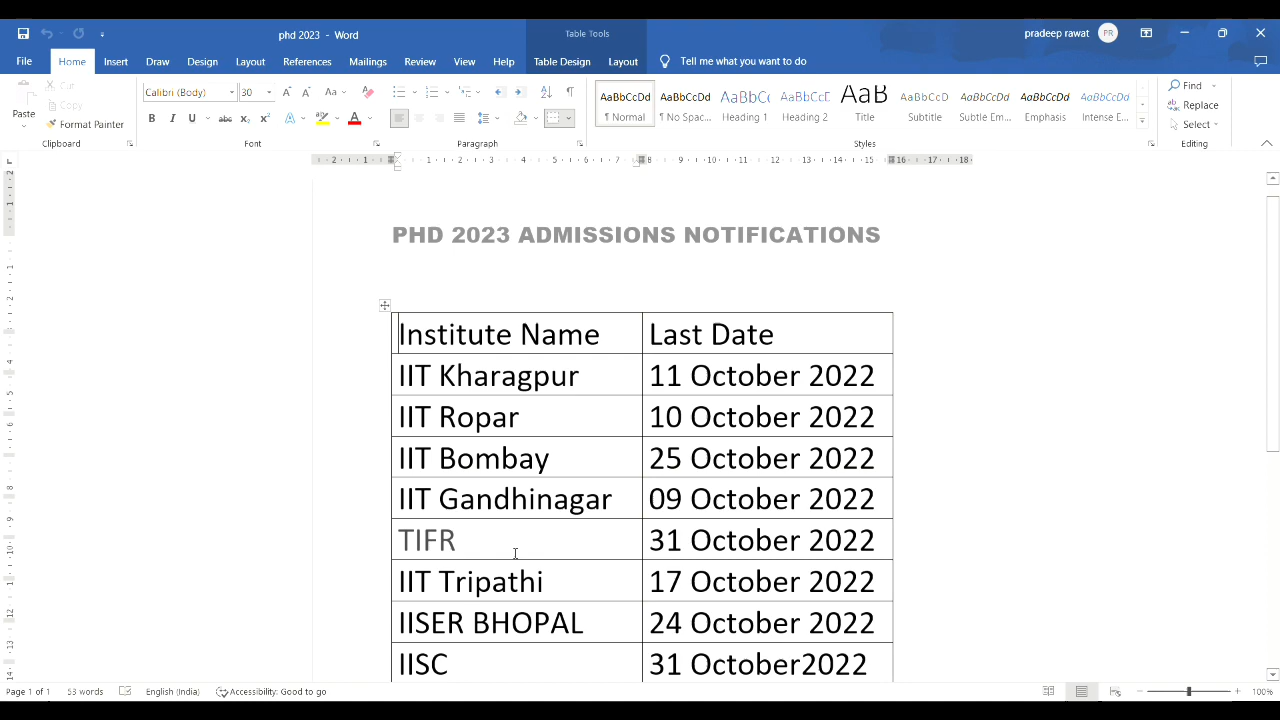 phd 2023 - Word
Table Tools
pradeep rawat
PR
File
Home
Insert
Draw
Design
Layout
References
Mailings
Review
View
Help
Table Design
Layout
Tell me what you want to do
Paste
Cut
Copy
Format Painter
Clipboard
Calibri (Body)
30
Font
Paragraph
AaBbCcDd
¶ Normal
AaBbCcDd
¶ No Spac...
AaBbCc
Heading 1
AaBbCcE
Heading 2
AaB
Title
AaBbCcD
Subtitle
AaBbCcDd
Subtle Em...
AaBbCcDd
Emphasis
AaBbCcDd
Intense E...
Styles
Find
Replace
Select
Editing
PHD 2023 ADMISSIONS NOTIFICATIONS
Institute Name Last Date
IIT Kharagpur 11 October 2022
IIT Ropar 10 October 2022
IIT Bombay 25 October 2022
IIT Gandhinagar 09 October 2022
TIFR 31 October 2022
IIT Tripathi 17 October 2022
IISER BHOPAL 24 October 2022
IISC 31 October2022
Page 1 of 1
53 words
English (India)
Accessibility: Good to go
100%